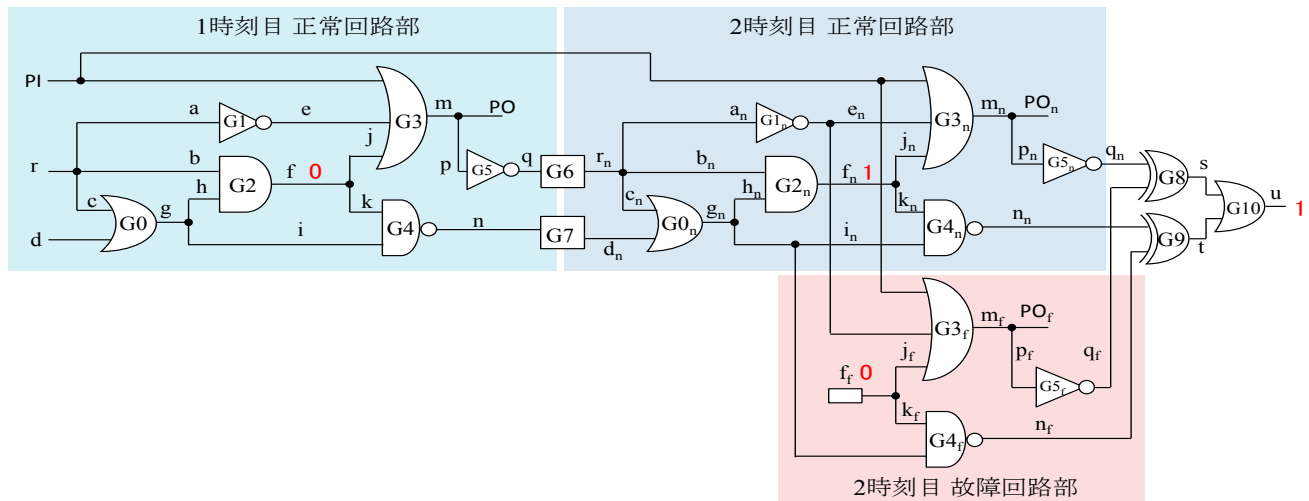 1時刻目 正常回路部
2時刻目 正常回路部
PI
a
G1
e
G3
m
PO
j
p
G5
q
G6
r
b
h
G2
f 0
k
c
G0
g
i
G4
n
G7
d
a_n
G1_n
e_n
G3_n
m_n
PO_n
j_n
p_n
G5_n
q_n
r_n
b_n
h_n
G2_n
f_n 1
k_n
c_n
G0_n
g_n
i_n
G4_n
n_n
d_n
G8
s
G9
t
G10
u
1
G3_f
m_f
PO_f
j_f
p_f
G5_f
q_f
f_f 0
k_f
G4_f
n_f
2時刻目 故障回路部